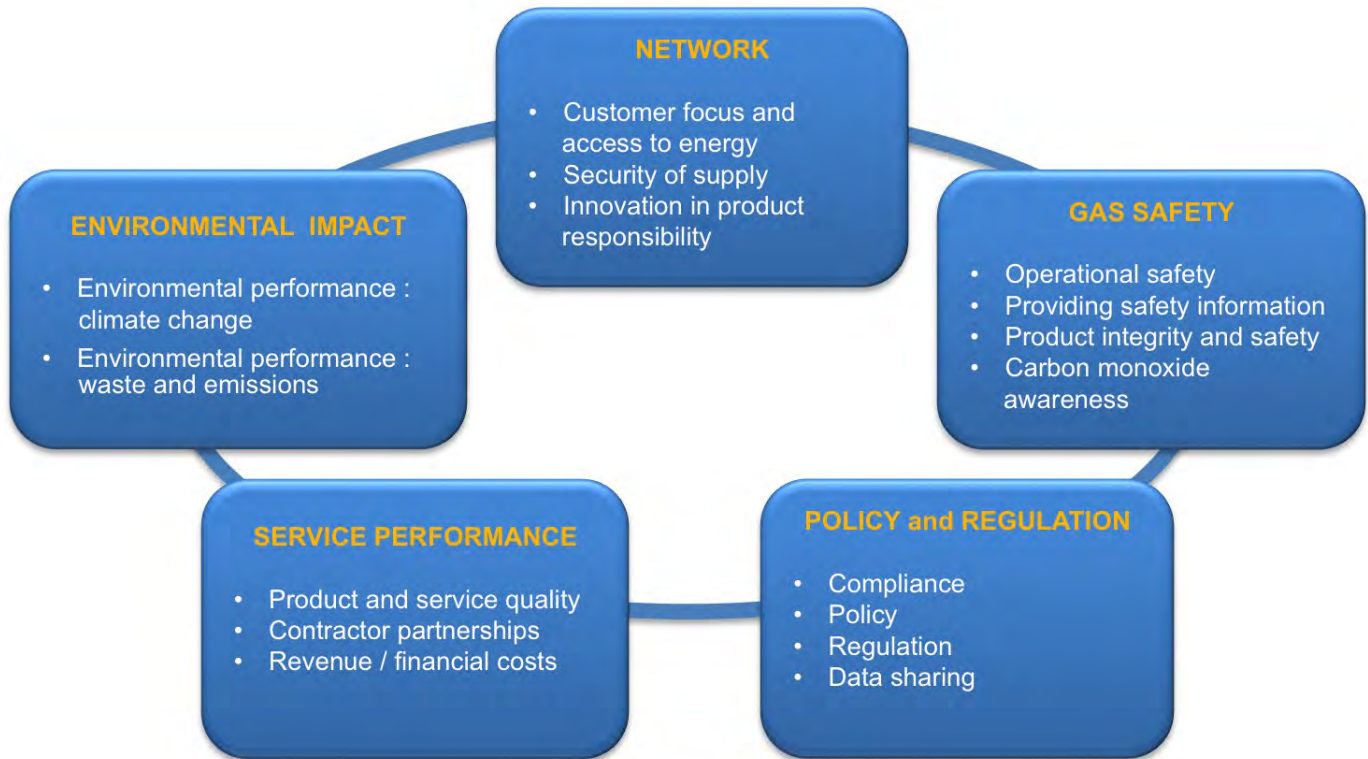 NETWORK
• Customer focus and
access to energy
• Security of supply
• Innovation in product
responsibility
GAS SAFETY
• Operational safety
• Providing safety information
• Product integrity and safety
• Carbon monoxide
awareness
POLICY and REGULATION
• Compliance
• Policy
• Regulation
• Data sharing
SERVICE PERFORMANCE
• Product and service quality
• Contractor partnerships
• Revenue / financial costs
ENVIRONMENTAL IMPACT
• Environmental performance :
climate change
• Environmental performance :
waste and emissions